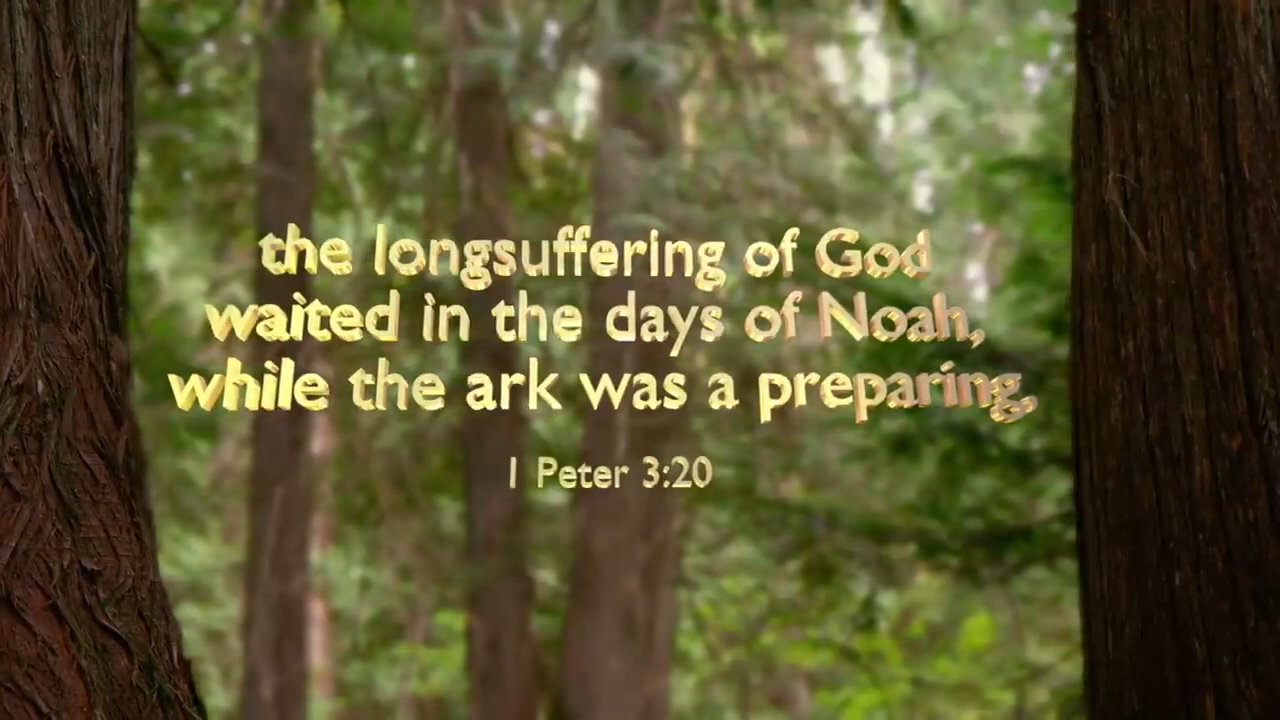 the longsuffering of God
waited in the days of Noah,
while the ark was a preparing,
1 Peter 3:20